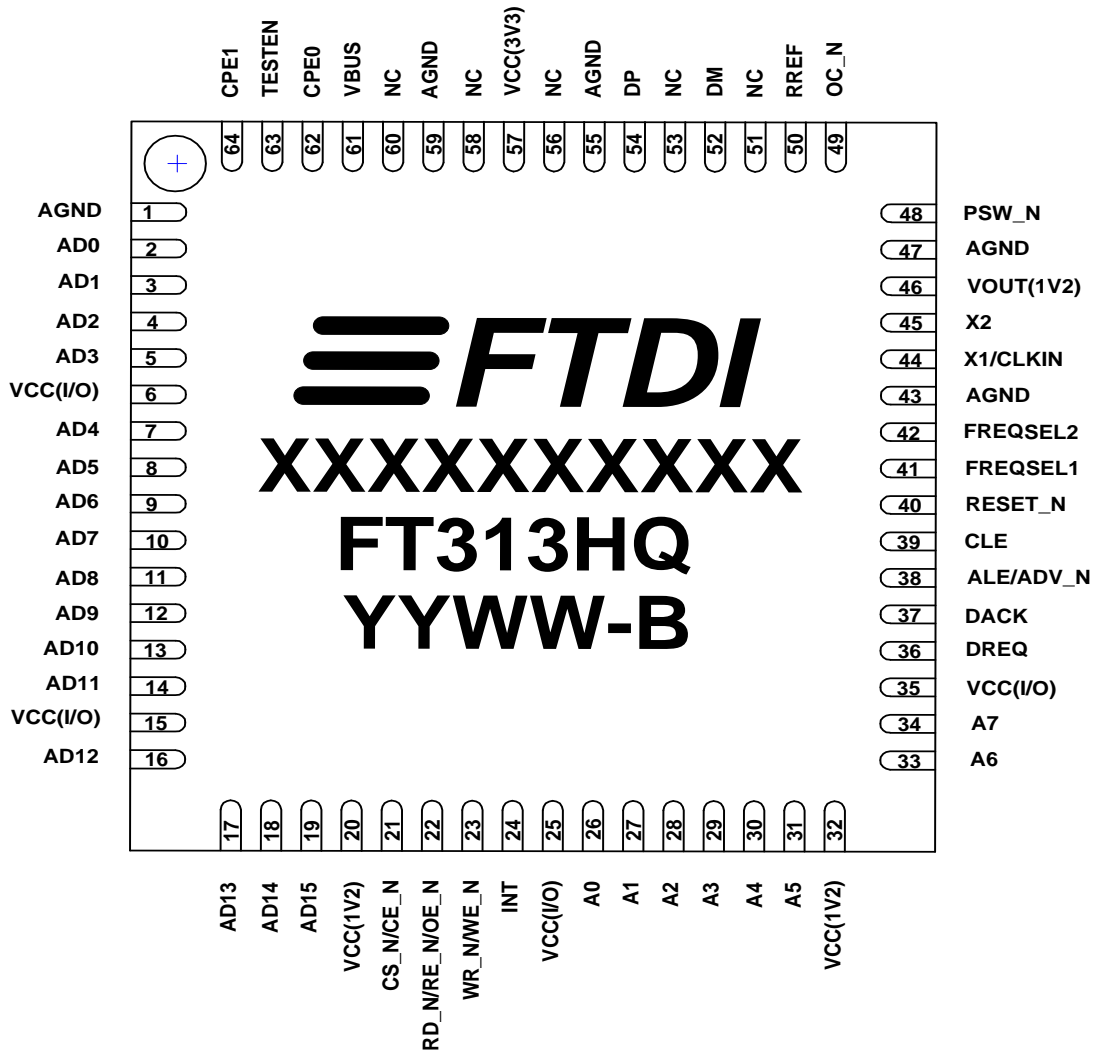 CPE1
TESTEN
CPE0
VBUS
NC
AGND
NC
VCC(3V3)
NC
AGND
DP
NC
DM
NC
RREF
OC_N
64
63
62
61
60
59
58
57
56
55
54
53
52
51
50
49
AGND 1
AD0 2
AD1 3
AD2 4
AD3 5
VCC(I/O) 6
AD4 7
AD5 8
AD6 9
AD7 10
AD8 11
AD9 12
AD10 13
AD11 14
VCC(I/O) 15
AD12 16
FTDI
XXXXXXXXXX
FT313HQ
YYWW-B
48 PSW_N
47 AGND
46 VOUT(1V2)
45 X2
44 X1/CLKIN
43 AGND
42 FREQSEL2
41 FREQSEL1
40 RESET_N
39 CLE
38 ALE/ADV_N
37 DACK
36 DREQ
35 VCC(I/O)
34 A7
33 A6
17
18
19
20
21
22
23
24
25
26
27
28
29
30
31
32
AD13
AD14
AD15
VCC(1V2)
CS_N/CE_N
RD_N/RE_N/OE_N
WR_N/WE_N
INT
VCC(I/O)
A0
A1
A2
A3
A4
A5
VCC(1V2)